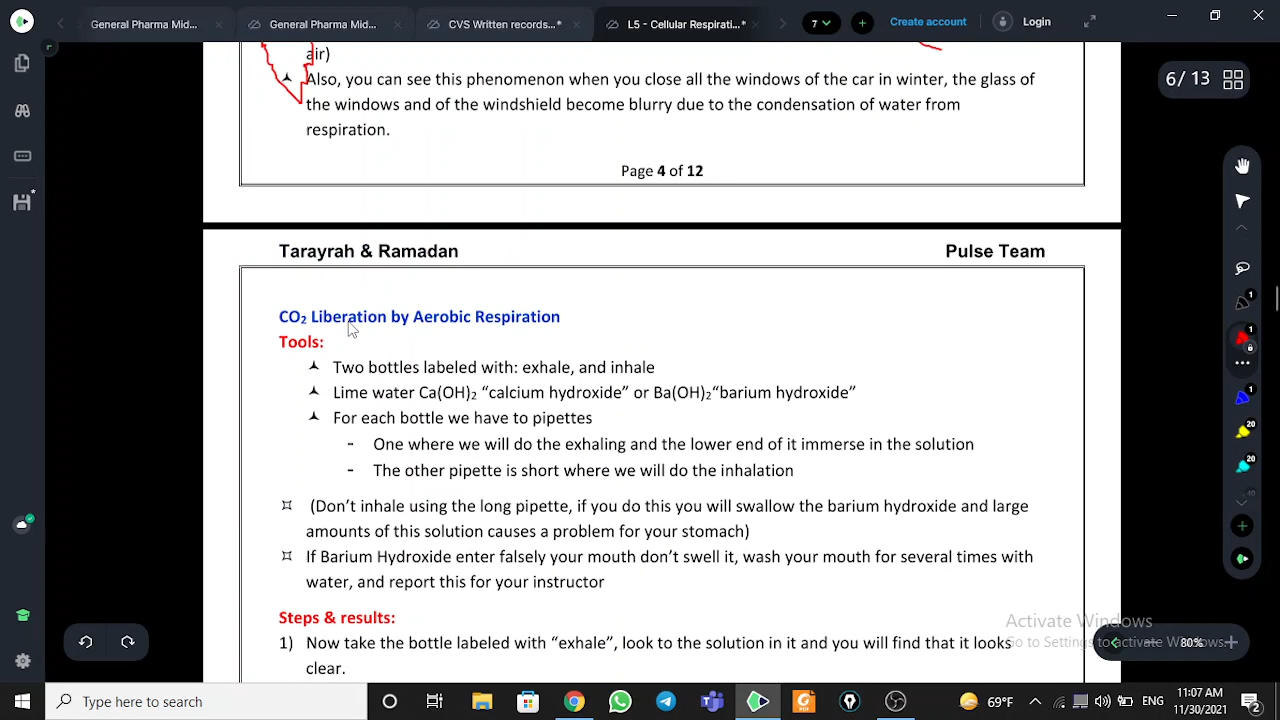 General Pharma Mid...
General Pharma Mid...
CVS Written records...*
L5 - Cellular Respirati...*
7
Create account
Login
air)
Also, you can see this phenomenon when you close all the windows of the car in winter, the glass of
the windows and of the windshield become blurry due to the condensation of water from
respiration.
6 / 13
Page 4 of 12
Tarayrah & Ramadan
Pulse Team
CO₂ Liberation by Aerobic Respiration
Tools:
Two bottles labeled with: exhale, and inhale
Lime water Ca(OH)₂ “calcium hydroxide” or Ba(OH)₂“barium hydroxide”
For each bottle we have to pipettes
- One where we will do the exhaling and the lower end of it immerse in the solution
- The other pipette is short where we will do the inhalation
(Don’t inhale using the long pipette, if you do this you will swallow the barium hydroxide and large
amounts of this solution causes a problem for your stomach)
If Barium Hydroxide enter falsely your mouth don’t swell it, wash your mouth for several times with
water, and report this for your instructor
Steps & results:
1) Now take the bottle labeled with “exhale”, look to the solution in it and you will find that it looks
clear.
1
1
1
20
20
40
Activate Windows
Go to Settings to activate Windows.
80%
Type here to search
69°F
ENG
11:07 AM
11/30/2021
2